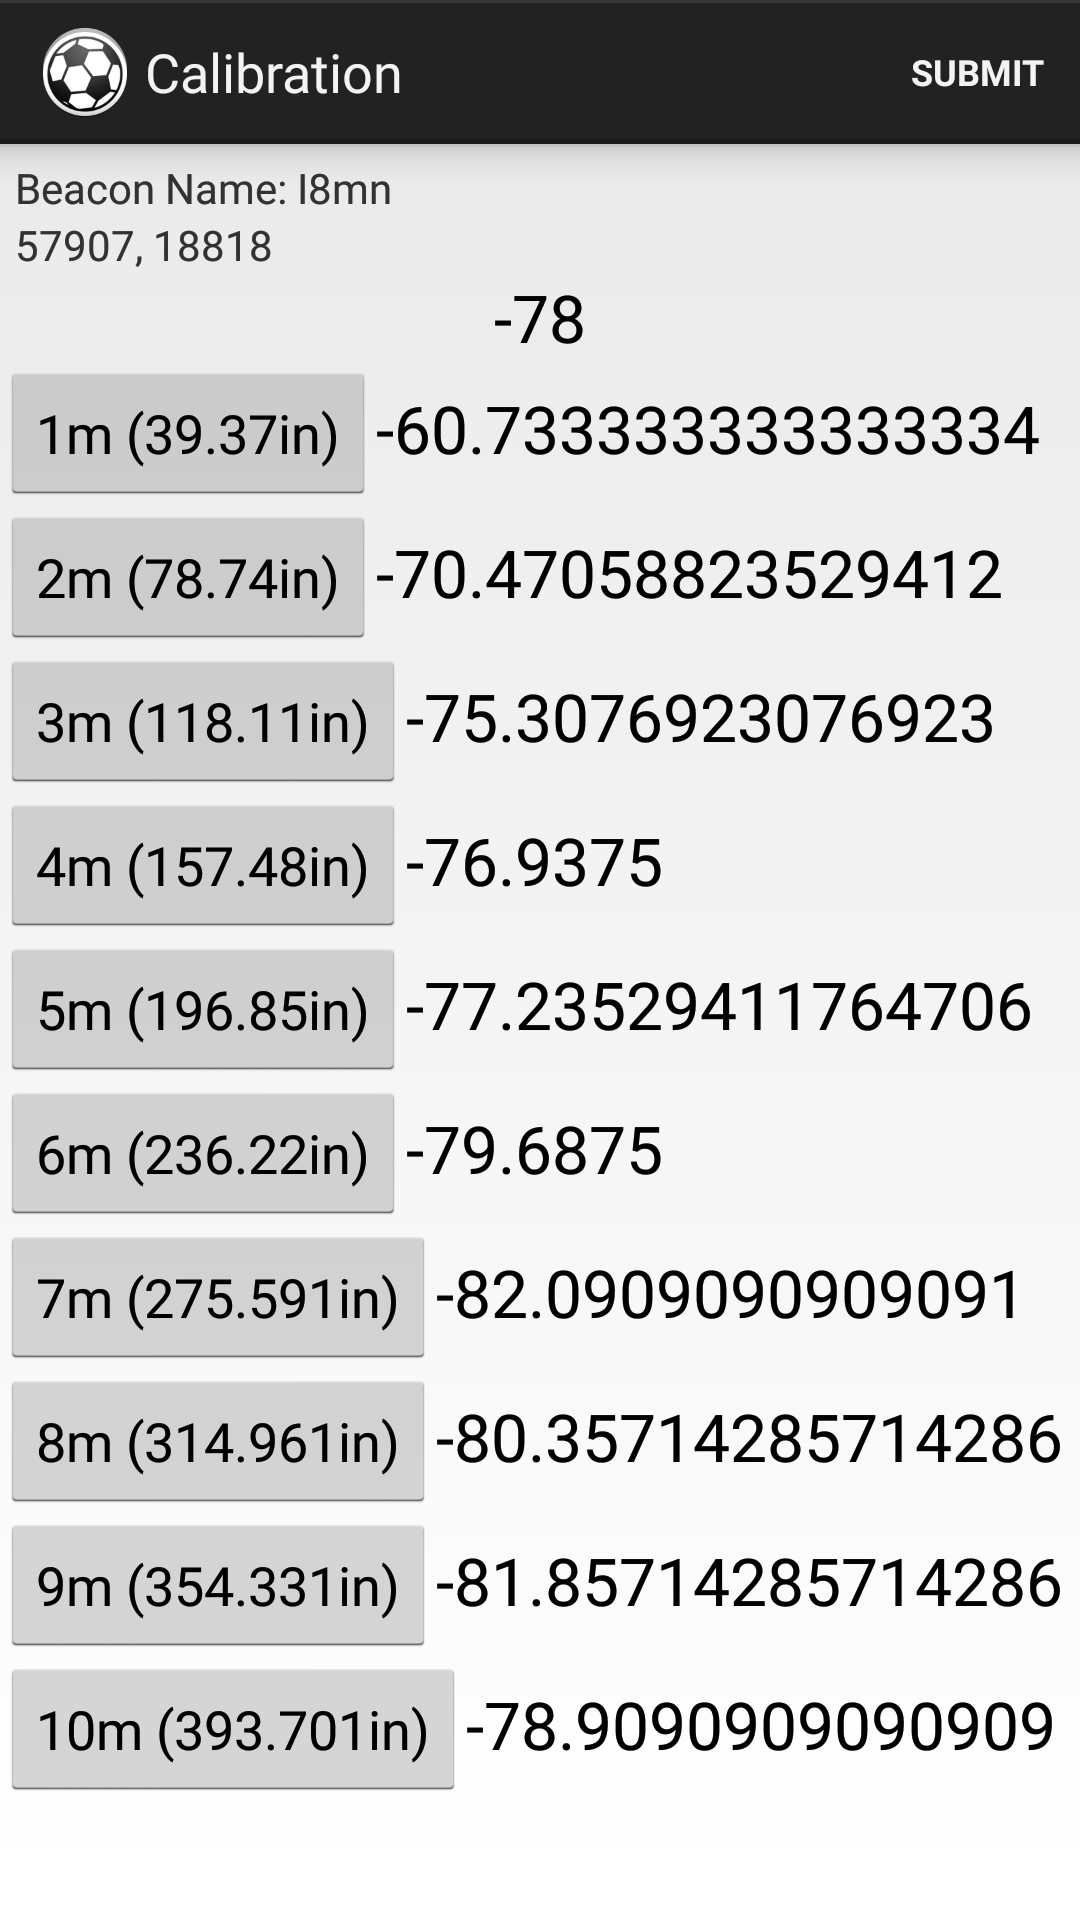 Calibration SUBMIT
Beacon Name: I8mn
57907, 18818
-78
1m (39.37in) -60.733333333333334
2m (78.74in) -70.47058823529412
3m (118.11in) -75.3076923076923
4m (157.48in) -76.9375
5m (196.85in) -77.23529411764706
6m (236.22in) -79.6875
7m (275.591in) -82.0909090909091
8m (314.961in) -80.35714285714286
9m (354.331in) -81.85714285714286
10m (393.701in) -78.9090909090909